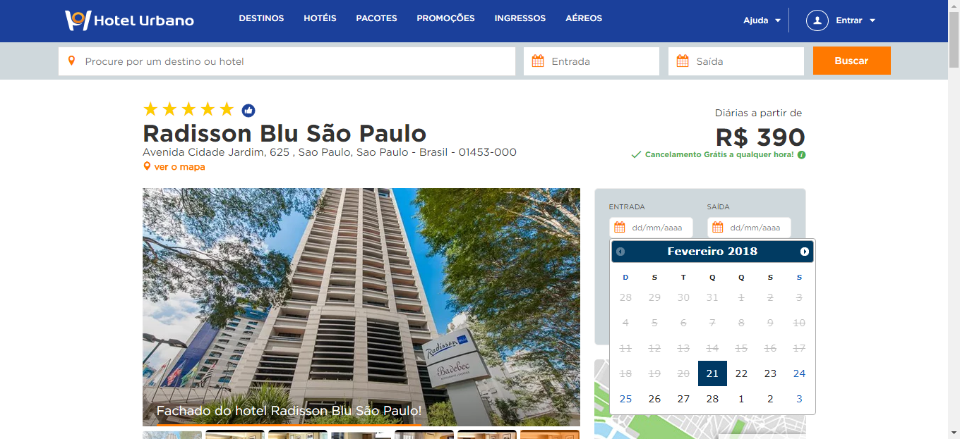 Hotel Urbano
DESTINOS HOTÉIS PACOTES PROMOÇÕES INGRESSOS AÉREOS
Ajuda Entrar
Procure por um destino ou hotel
Entrada
Saída
Buscar
Radisson Blu São Paulo
Avenida Cidade Jardim, 625 , Sao Paulo, Sao Paulo - Brasil - 01453-000
ver o mapa
Diárias a partir de
R$ 390
Cancelamento Grátis a qualquer hora!
Radisson
Badebec
Fachado do hotel Radisson Blu São Paulo!
ENTRADA SAÍDA
dd/mm/aaaa dd/mm/aaaa
Fevereiro 2018
D S T Q Q S S
28 29 30 31 1 2 3
4 5 6 7 8 9 10
11 12 13 14 15 16 17
18 19 20 21 22 23 24
25 26 27 28 1 2 3